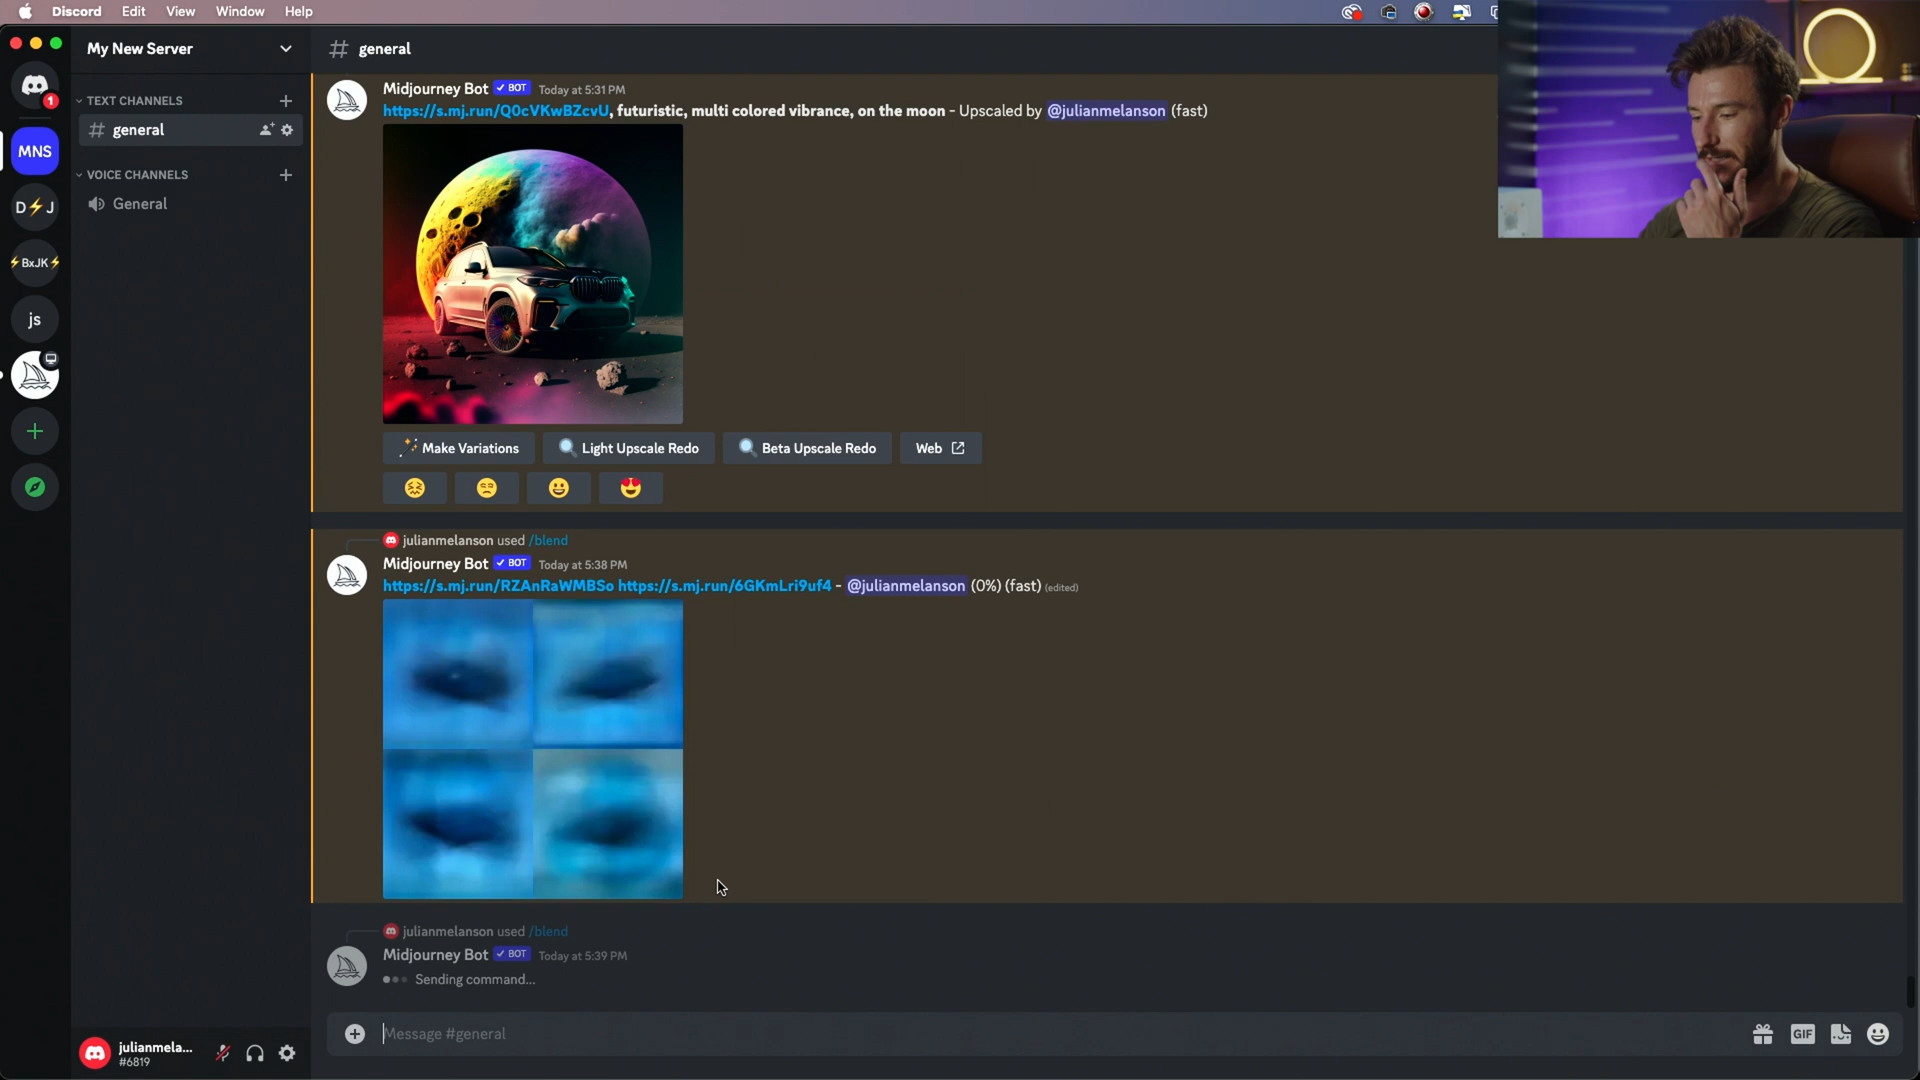 Discord Edit View Window Help
My New Server
# general
1
TEXT CHANNELS
# general
MNS
VOICE CHANNELS
General
D⚡J
⚡BxJK⚡
js
Midjourney Bot ✓ BOT Today at 5:31 PM
https://s.mj.run/Q0cVKwBZcvU, futuristic, multi colored vibrance, on the moon - Upscaled by @julianmelanson (fast)
Make Variations Light Upscale Redo Beta Upscale Redo Web
julianmelanson used /blend
Midjourney Bot ✓ BOT Today at 5:38 PM
https://s.mj.run/RZAnRaWMBSo https://s.mj.run/6GKmLri9uf4 - @julianmelanson (0%) (fast) (edited)
julianmelanson used /blend
Midjourney Bot ✓ BOT Today at 5:39 PM
Sending command...
Message #general
GIF
julianmela...
#6819